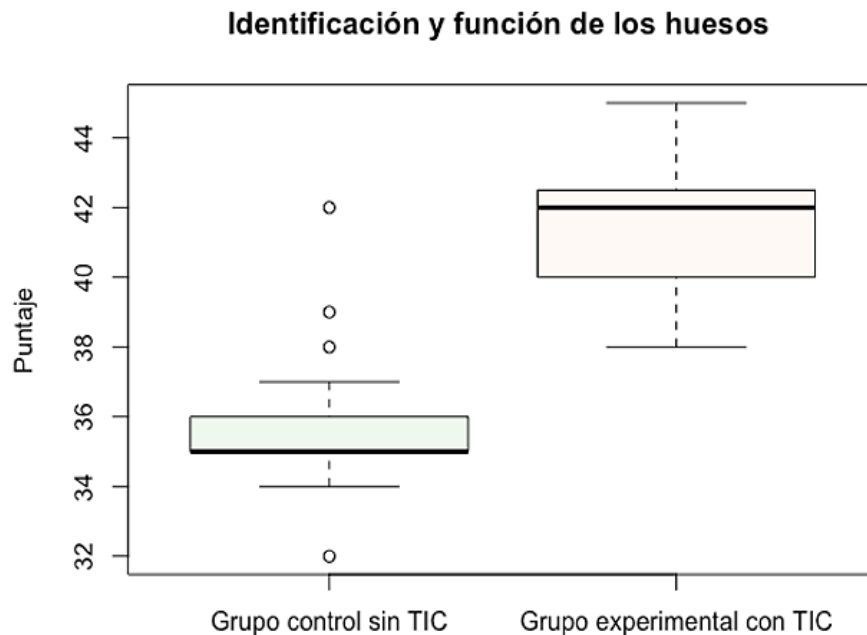 Identificación y función de los huesos
Puntaje
44
42
40
38
36
34
32
Grupo control sin TIC
Grupo experimental con TIC